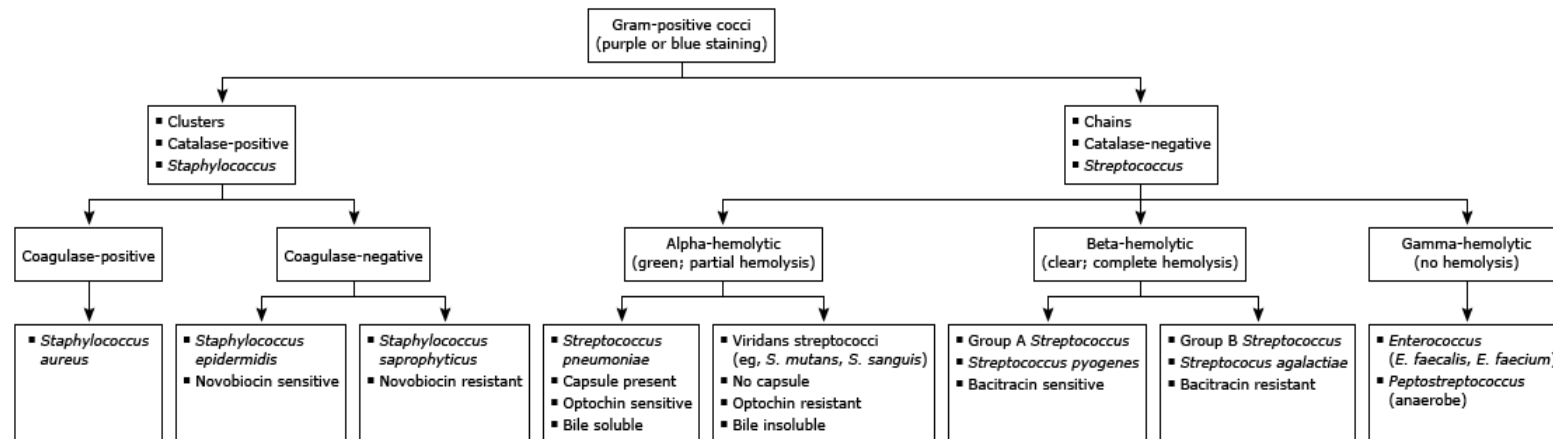 Gram-positive cocci
(purple or blue staining)
▪ Clusters
▪ Catalase-positive
▪ Staphylococcus
▪ Chains
▪ Catalase-negative
▪ Streptococcus
Coagulase-positive
Coagulase-negative
Alpha-hemolytic
(green; partial hemolysis)
Beta-hemolytic
(clear; complete hemolysis)
Gamma-hemolytic
(no hemolysis)
▪ Staphylococcus
aureus
▪ Staphylococcus
epidermidis
▪ Novobiocin sensitive
▪ Staphylococcus
saprophyticus
▪ Novobiocin resistant
▪ Streptococcus
pneumoniae
▪ Capsule present
▪ Optochin sensitive
▪ Bile soluble
▪ Viridans streptococci
(eg, S. mutans, S. sanguis)
▪ No capsule
▪ Optochin resistant
▪ Bile insoluble
▪ Group A Streptococcus
▪ Streptococcus pyogenes
▪ Bacitracin sensitive
▪ Group B Streptococcus
▪ Streptococus agalactiae
▪ Bacitracin resistant
▪ Enterococcus
(E. faecalis, E. faecium)
▪ Peptostreptococcus
(anaerobe)